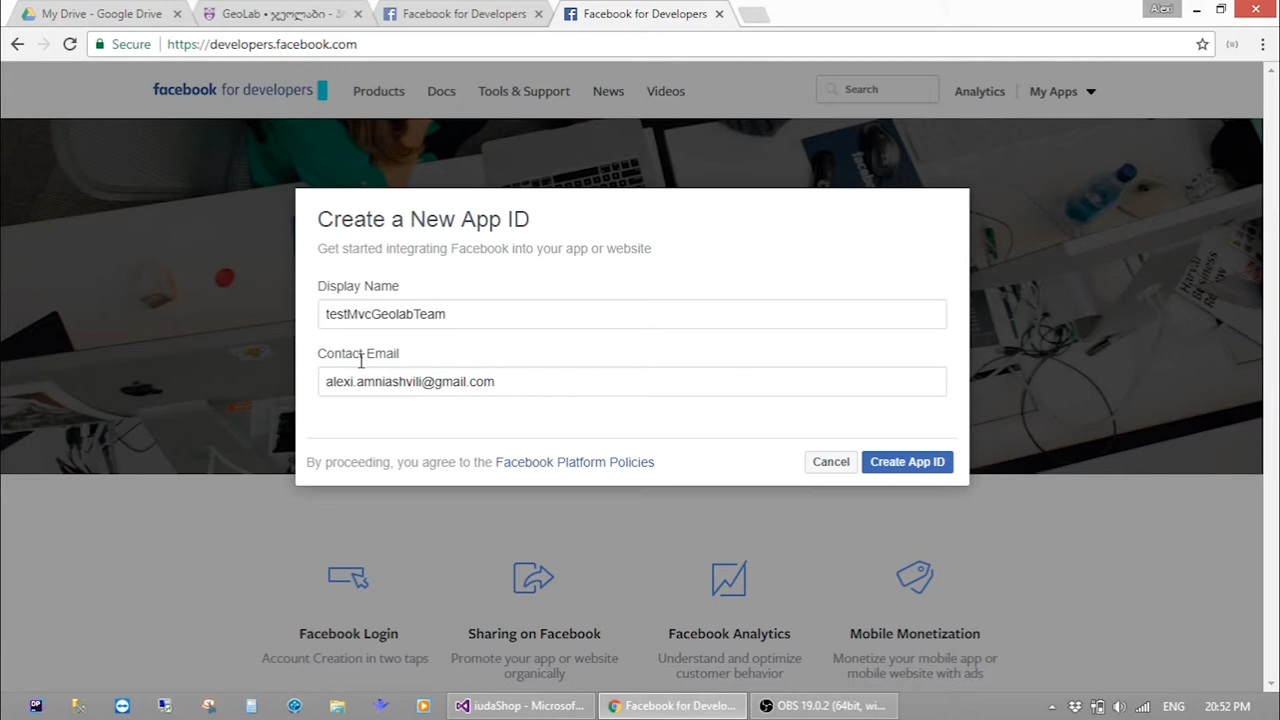 My Drive - Google Drive
GeoLab • ჯეოლაბი - 
Facebook for Developers
Facebook for Developers
Alexi
Secure
https://developers.facebook.com
facebook for developers
Products
Docs
Tools & Support
News
Videos
Search
Analytics
My Apps
Create a New App ID
Get started integrating Facebook into your app or website
Display Name
testMvcGeolabTeam
Contact Email
alexi.amniashvili@gmail.com
By proceeding, you agree to the Facebook Platform Policies
Cancel
Create App ID
Harvard
Business
Facebook Login
Account Creation in two taps
Sharing on Facebook
Promote your app or website
organically
Facebook Analytics
Understand and optimize
customer behavior
Mobile Monetization
Monetize your mobile app or
mobile website with ads
iudaShop - Microsof...
Facebook for Develo...
OBS 19.0.2 (64bit, wi...
ENG
20:52 PM